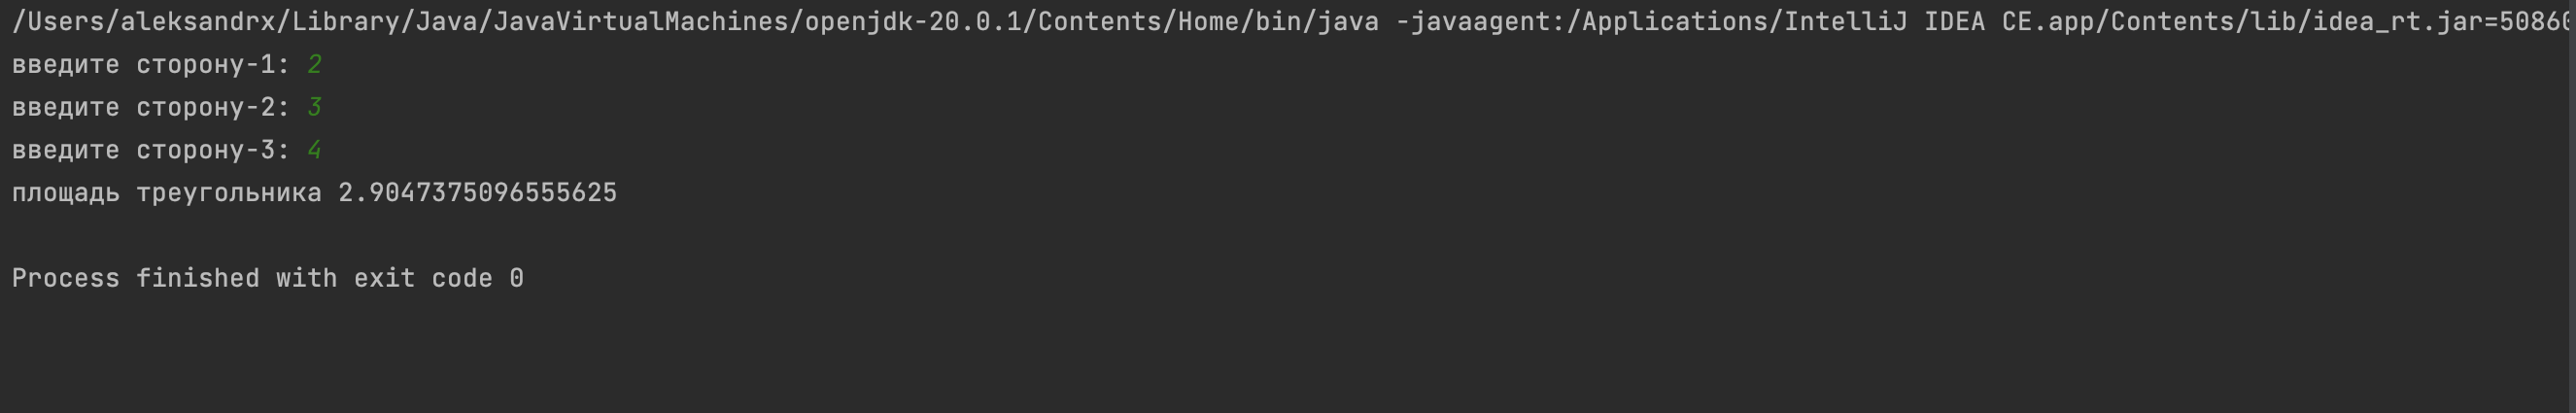 /Users/aleksandrx/Library/Java/JavaVirtualMachines/openjdk-20.0.1/Contents/Home/bin/java -javaagent:/Applications/IntelliJ IDEA CE.app/Contents/lib/idea_rt.jar=50860
введите сторону-1: 2
введите сторону-2: 3
введите сторону-3: 4
площадь треугольника 2.9047375096555625
Process finished with exit code 0